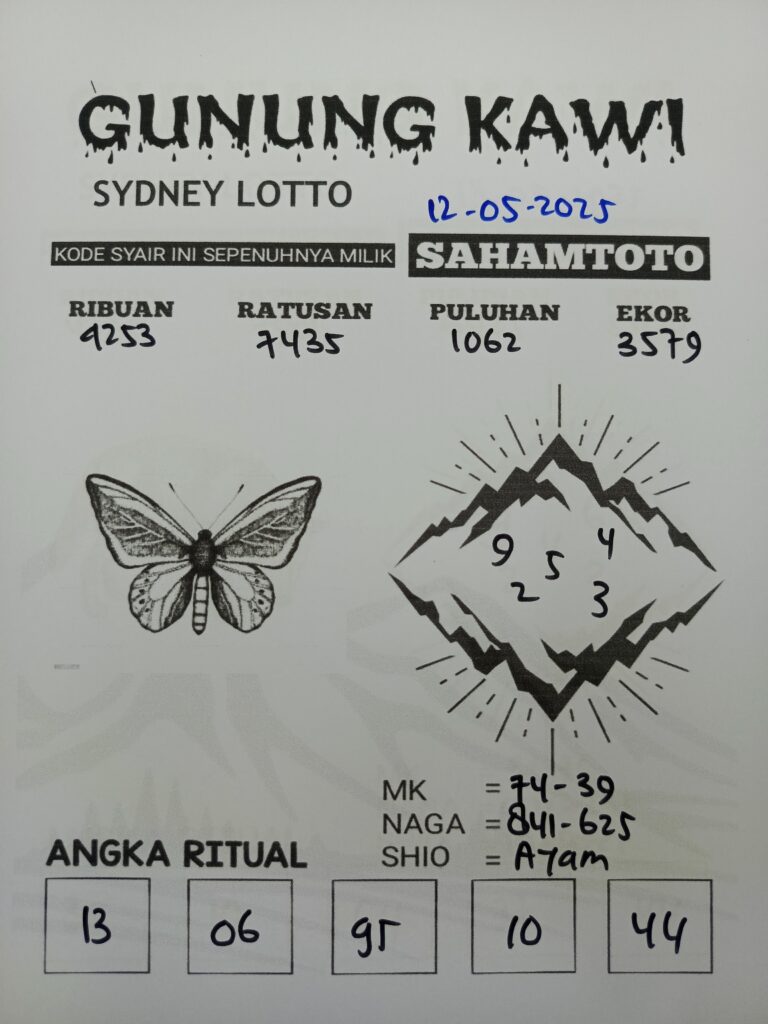 GUNUNG KAWI
SYDNEY LOTTO
12-05-2025
KODE SYAIR INI SEPENUHNYA MILIK SAHAMTOTO
RIBUAN RATUSAN PULUHAN EKOR
9253 7435 1062 3579
9 5 4
2 3
MK = 74-39
NAGA = 841-625
SHIO = Ayam
ANGKA RITUAL
13 06 95 10 44